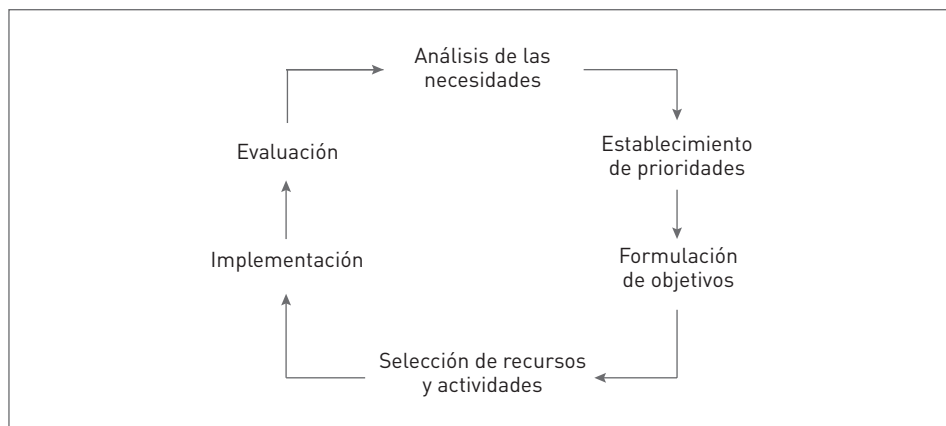 Análisis de las
necesidades
Establecimiento
de prioridades
Formulación
de objetivos
Selección de recursos
y actividades
Implementación
Evaluación